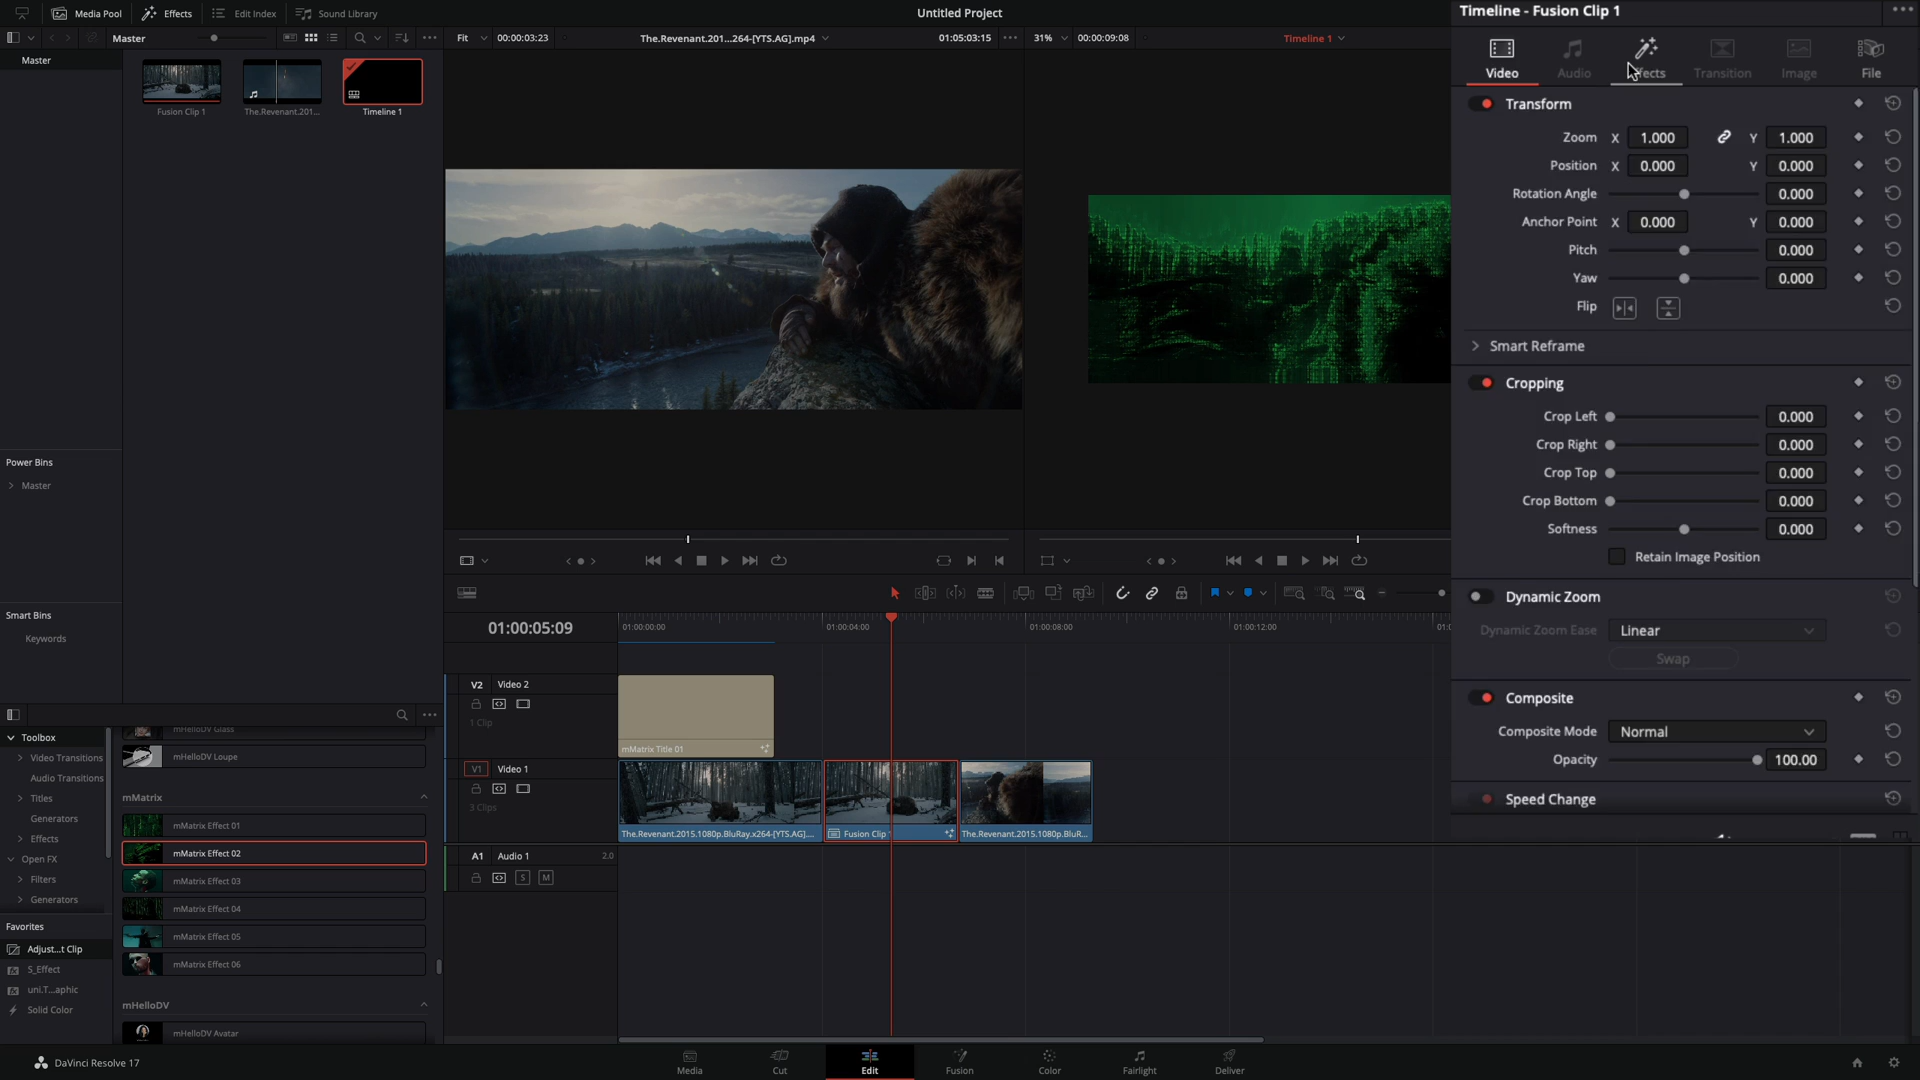 Media Pool
Effects
Edit Index
Sound Library
Untitled Project
Timeline - Fusion Clip 1
Master
Fit
00:00:03:23
The.Revenant.201...264-[YTS.AG].mp4
01:05:03:15
31%
00:00:09:08
Timeline 1
Video
Audio
Effects
Transition
Image
File
Master
Fusion Clip 1
The.Revenant.201...
Timeline 1
Transform
Zoom X 1.000 Y 1.000
Position X 0.000 Y 0.000
Rotation Angle 0.000
Anchor Point X 0.000 Y 0.000
Pitch 0.000
Yaw 0.000
Flip
Smart Reframe
Cropping
Crop Left 0.000
Crop Right 0.000
Crop Top 0.000
Crop Bottom 0.000
Softness 0.000
Retain Image Position
Dynamic Zoom
Dynamic Zoom Ease Linear
Swap
Composite
Composite Mode Normal
Opacity 100.00
Speed Change
Power Bins
Master
Smart Bins
Keywords
01:00:05:09
01:00:00:00
01:00:04:00
01:00:08:00
01:00:12:00
V2 Video 2
1 Clip
mMatrix Title 01
V1 Video 1
3 Clips
The.Revenant.2015.1080p.BluRay.x264-[YTS.AG]....
Fusion Clip
The.Revenant.2015.1080p.BluR...
A1 Audio 1 2.0
S M
Toolbox
Video Transitions
Audio Transitions
Titles
Generators
Effects
Open FX
Filters
Generators
Favorites
Adjust...t Clip
S_Effect
uni.T...aphic
Solid Color
mHelloDV Glass
mHelloDV Loupe
mMatrix
mMatrix Effect 01
mMatrix Effect 02
mMatrix Effect 03
mMatrix Effect 04
mMatrix Effect 05
mMatrix Effect 06
mHelloDV
mHelloDV Avatar
DaVinci Resolve 17
Media
Cut
Edit
Fusion
Color
Fairlight
Deliver